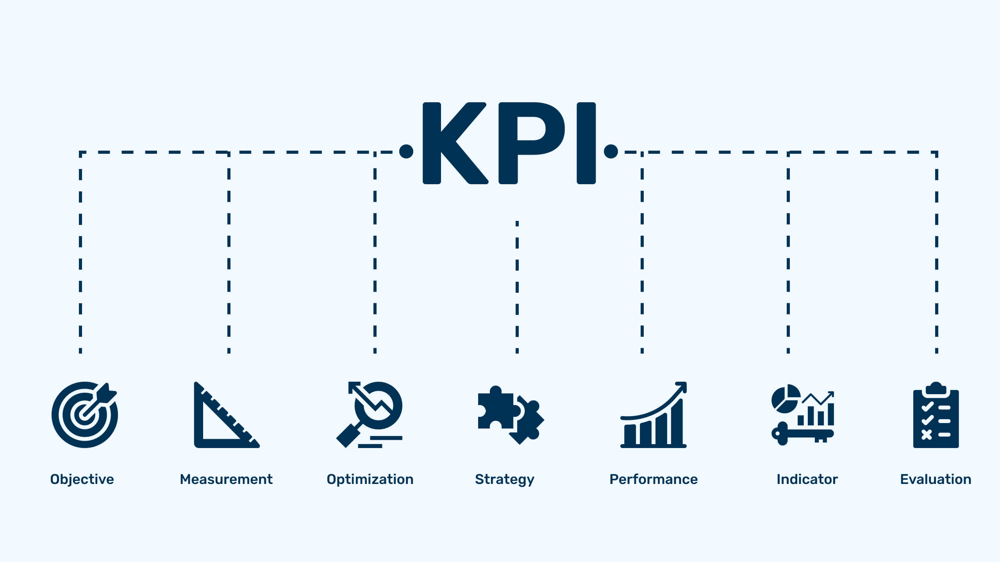 KPI
Objective
Measurement
Optimization
Strategy
Performance
Indicator
Evaluation